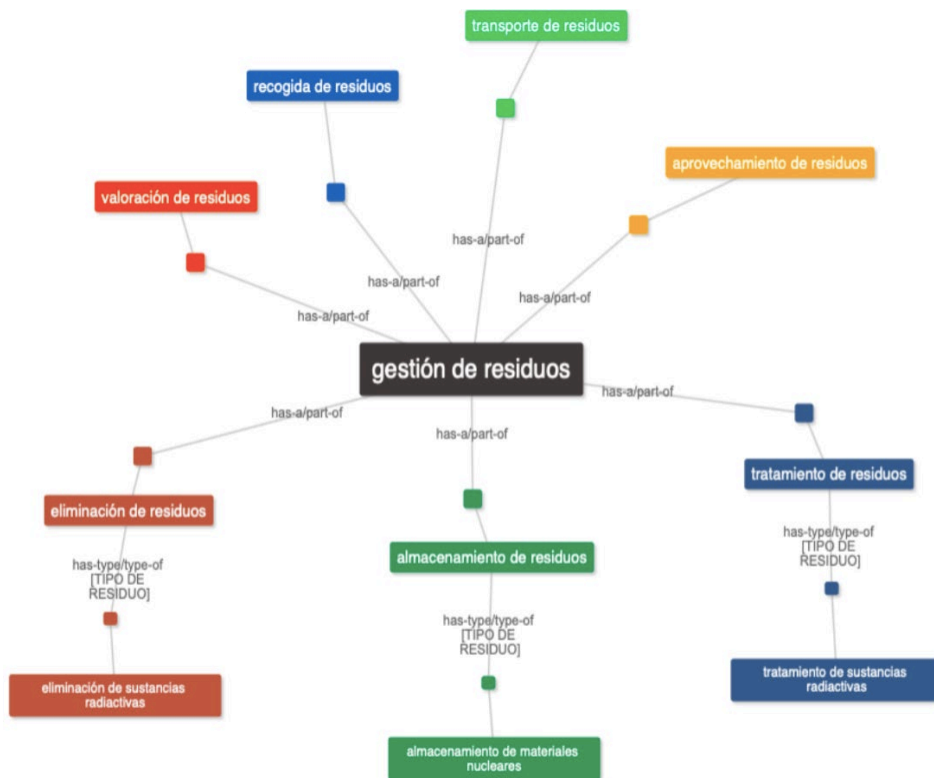 transporte de residuos
recogida de residuos
aprovechamiento de residuos
valoración de residuos
has-a/part-of
has-a/part-of
has-a/part-of
has-a/part-of
gestión de residuos
has-a/part-of
has-a/part-of
has-a/part-of
tratamiento de residuos
eliminación de residuos
has-type/type-of
[TIPO DE
RESIDUO]
almacenamiento de residuos
has-type/type-of
[TIPO DE
RESIDUO]
has-type/type-of
[TIPO DE
RESIDUO]
tratamiento de sustancias
radiactivas
eliminación de sustancias
radiactivas
almacenamiento de materiales
nucleares